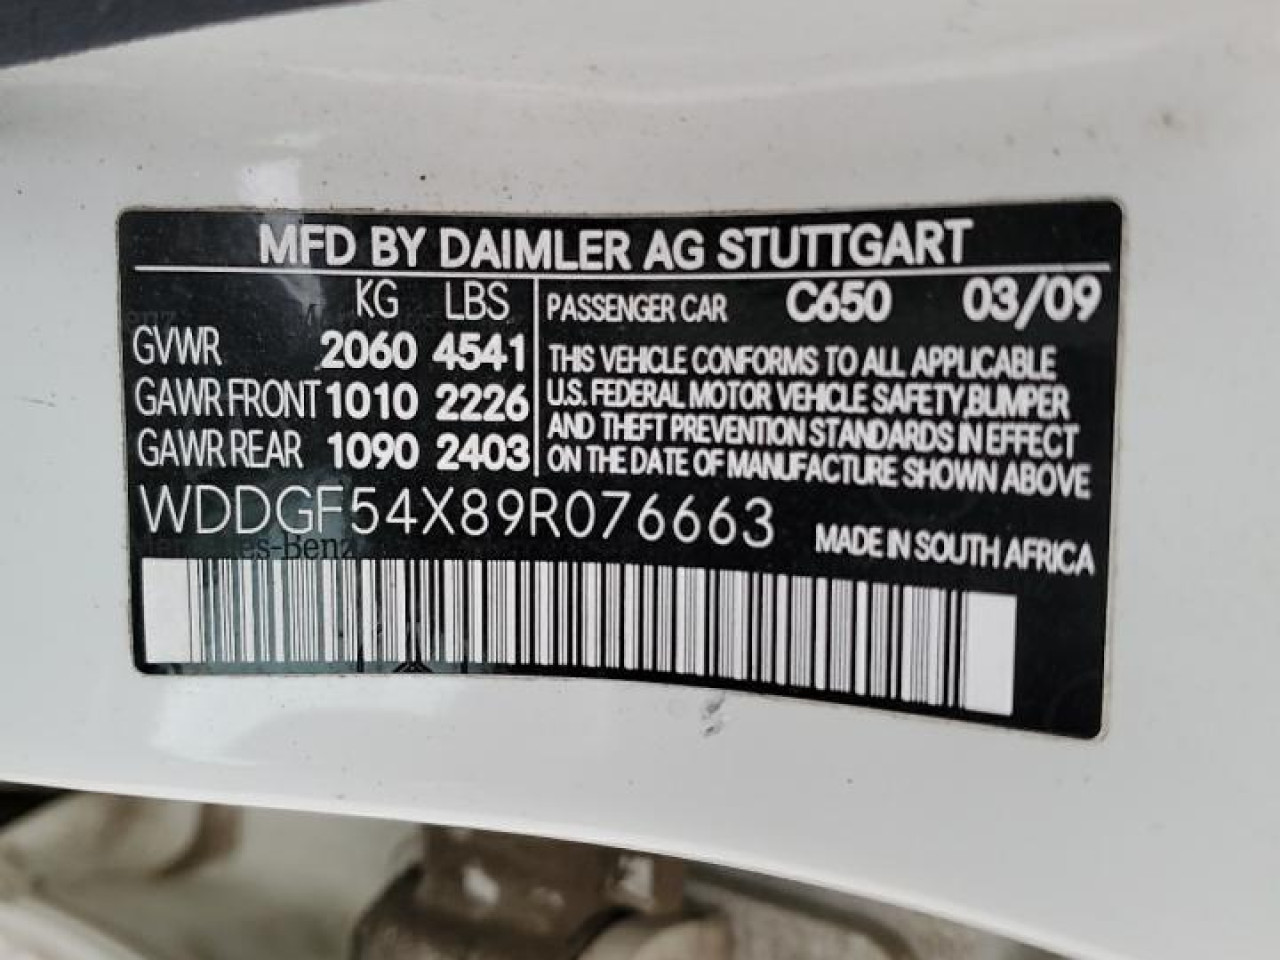 MFD BY DAIMLER AG STUTTGART
KG LBS
GVWR 2060 4541
GAWR FRONT 1010 2226
GAWR REAR 1090 2403
PASSENGER CAR C650 03/09
THIS VEHICLE CONFORMS TO ALL APPLICABLE
U.S. FEDERAL MOTOR VEHICLE SAFETY, BUMPER
AND THEFT PREVENTION STANDARDS IN EFFECT
ON THE DATE OF MANUFACTURE SHOWN ABOVE
WDDGF54X89R076663
MADE IN SOUTH AFRICA